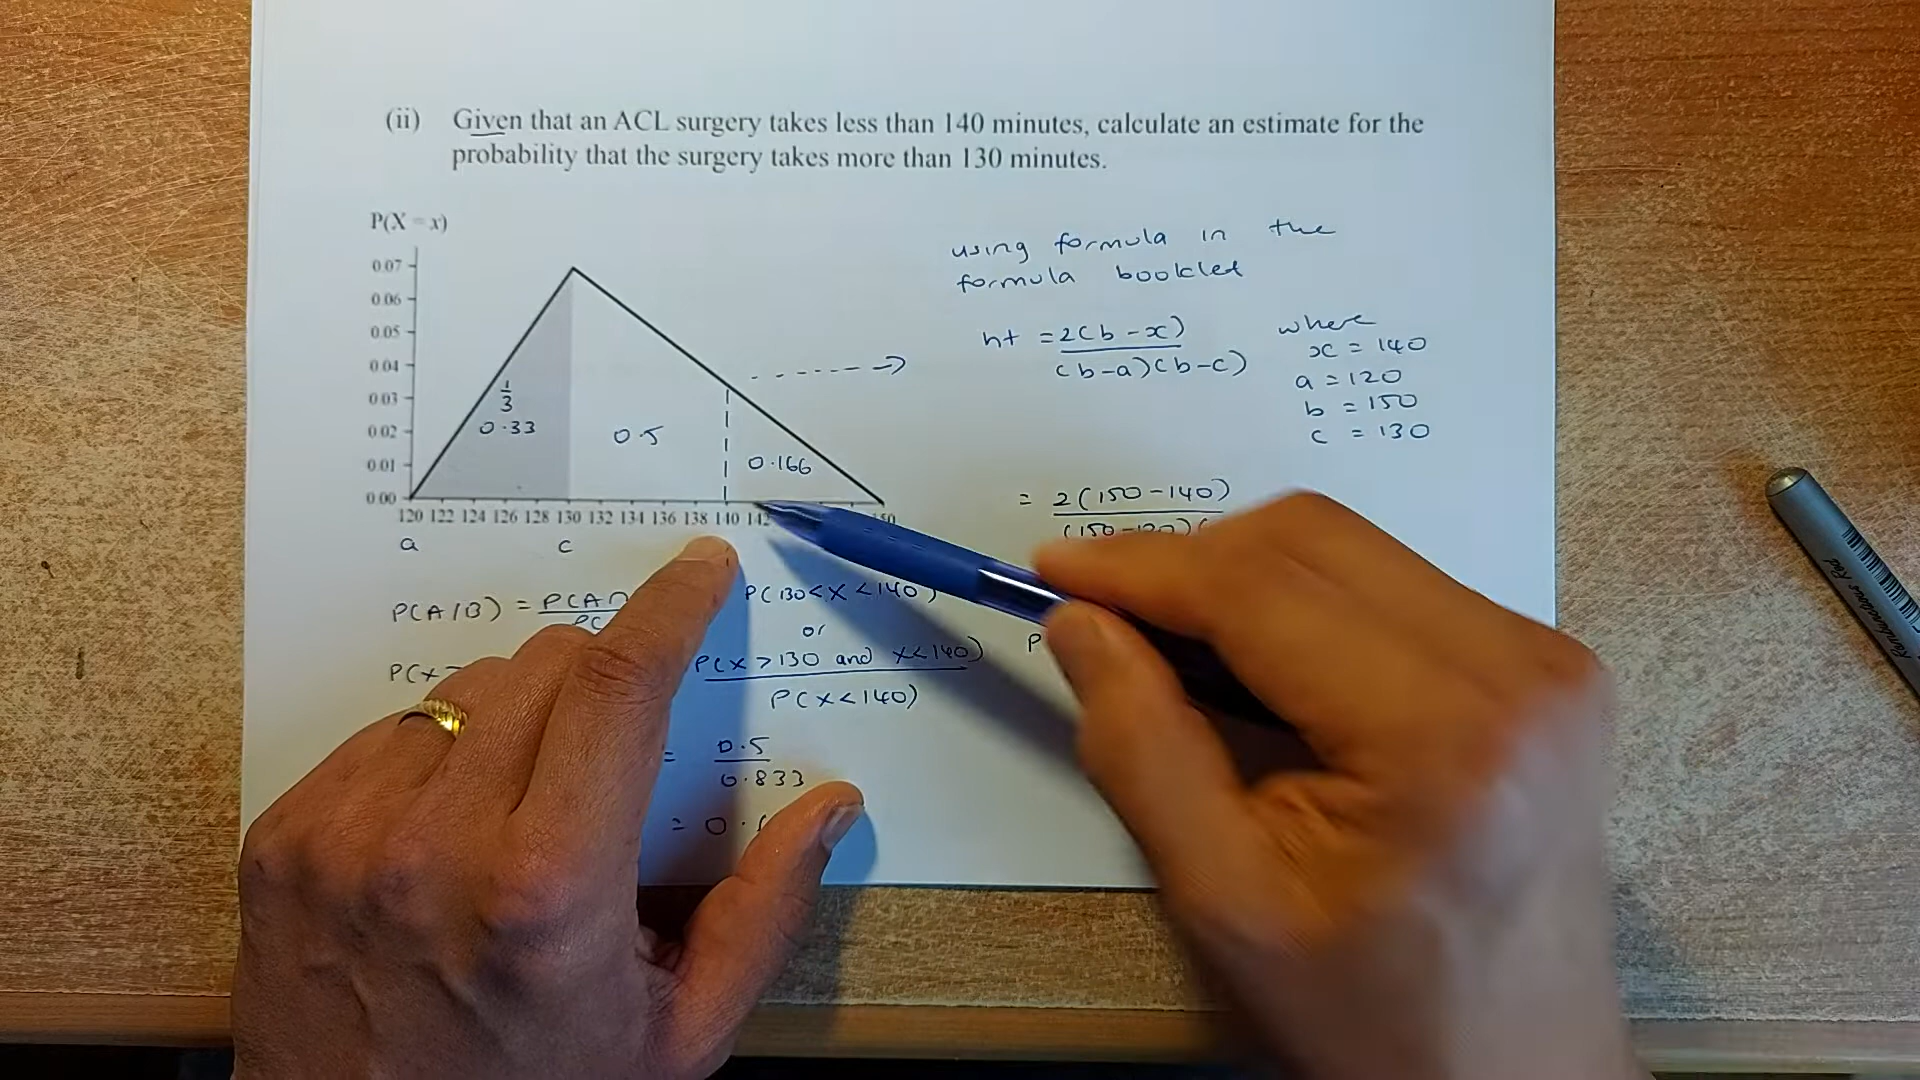 (ii) Given that an ACL surgery takes less than 140 minutes, calculate an estimate for the
probability that the surgery takes more than 130 minutes.
P(X = x)
0.07
0.06
0.05
0.04
0.03
0.02
0.01
0.00
1/3
0.33
0.5
0.166
120 122 124 126 128 130 132 134 136 138 140 142
a
c
using formula in the
formula booklet
ht = 2(b - x) / (b-a)(b-c)
where
x = 140
a = 120
b = 150
c = 130
= 2(150-140)
P(A/B) =
P(130<X<140)
or
P(X>130 and X<140)
P(X<140)
= 0.5 / 0.833
= 0.